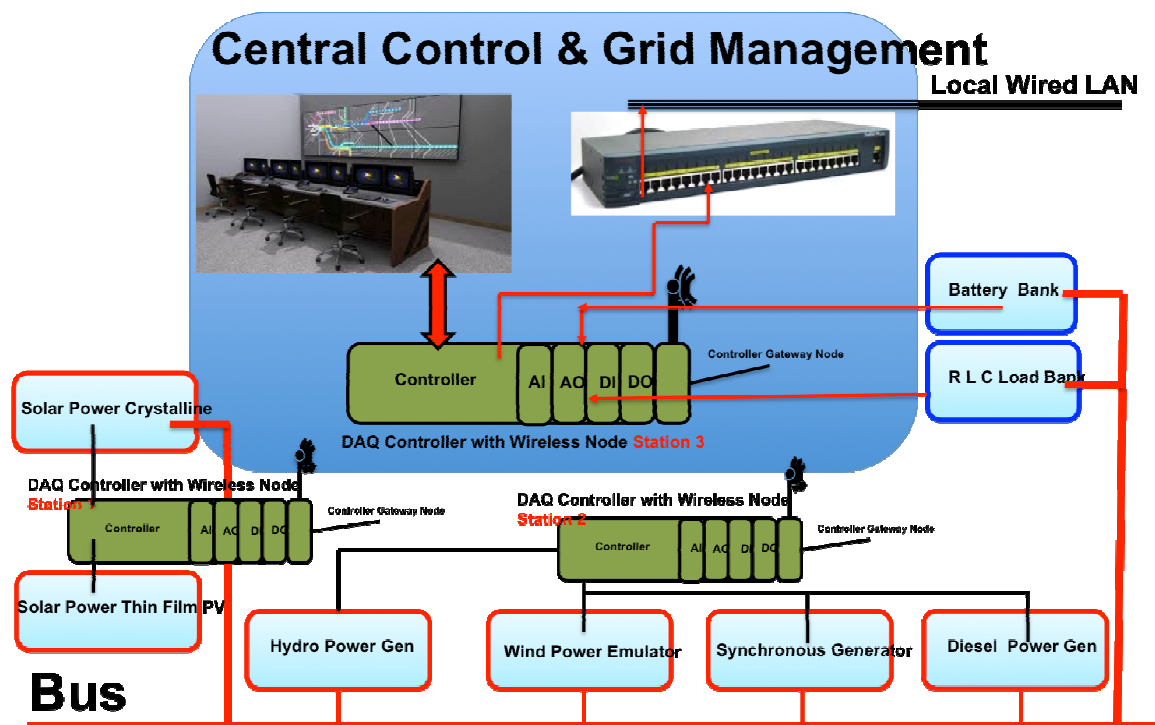 Central Control & Grid Management
Local Wired LAN
Battery Bank
Controller Gateway Node
R L C Load Bank
Controller
AI
AO
DI
DO
Solar Power Crystalline
DAQ Controller with Wireless Node Station 3
DAQ Controller with Wireless Node
Station 1
Controller
AI
AO
DI
DO
Controller Gateway Node
DAQ Controller with Wireless Node
Station 2
Controller
AI
AO
DI
DO
Controller Gateway Node
Solar Power Thin Film PV
Hydro Power Gen
Wind Power Emulator
Synchronous Generator
Diesel Power Gen
Bus